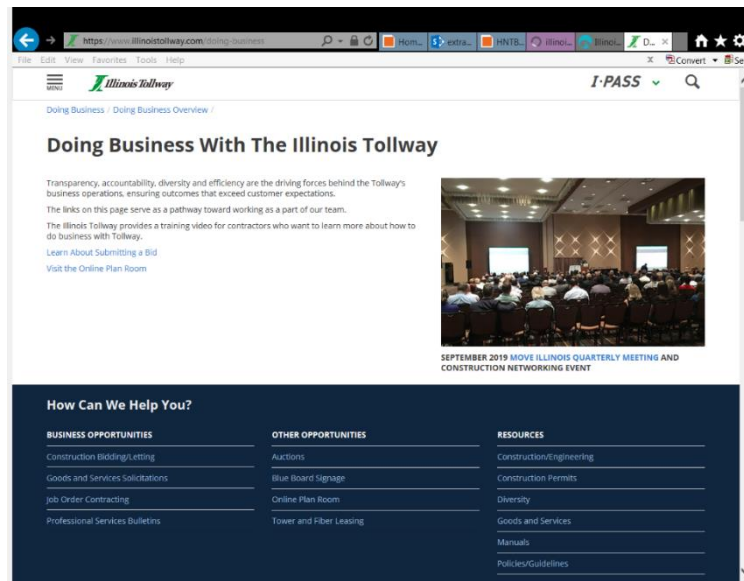 https://www.illinoistollway.com/doing-business
Hom...
extra...
HNTB...
illinoi...
Illinoi...
D...
File Edit View Favorites Tools Help
x Convert Se
MENU
Illinois Tollway
I-PASS
Doing Business / Doing Business Overview /
Doing Business With The Illinois Tollway
Transparency, accountability, diversity and efficiency are the driving forces behind the Tollway's
business operations, ensuring outcomes that exceed customer expectations.
The links on this page serve as a pathway toward working as a part of our team.
The Illinois Tollway provides a training video for contractors who want to learn more about how to
do business with Tollway.
Learn About Submitting a Bid
Visit the Online Plan Room
SEPTEMBER 2019 MOVE ILLINOIS QUARTERLY MEETING AND
CONSTRUCTION NETWORKING EVENT
How Can We Help You?
BUSINESS OPPORTUNITIES
Construction Bidding/Letting
Goods and Services Solicitations
Job Order Contracting
Professional Services Bulletins
OTHER OPPORTUNITIES
Auctions
Blue Board Signage
Online Plan Room
Tower and Fiber Leasing
RESOURCES
Construction/Engineering
Construction Permits
Diversity
Goods and Services
Manuals
Policies/Guidelines